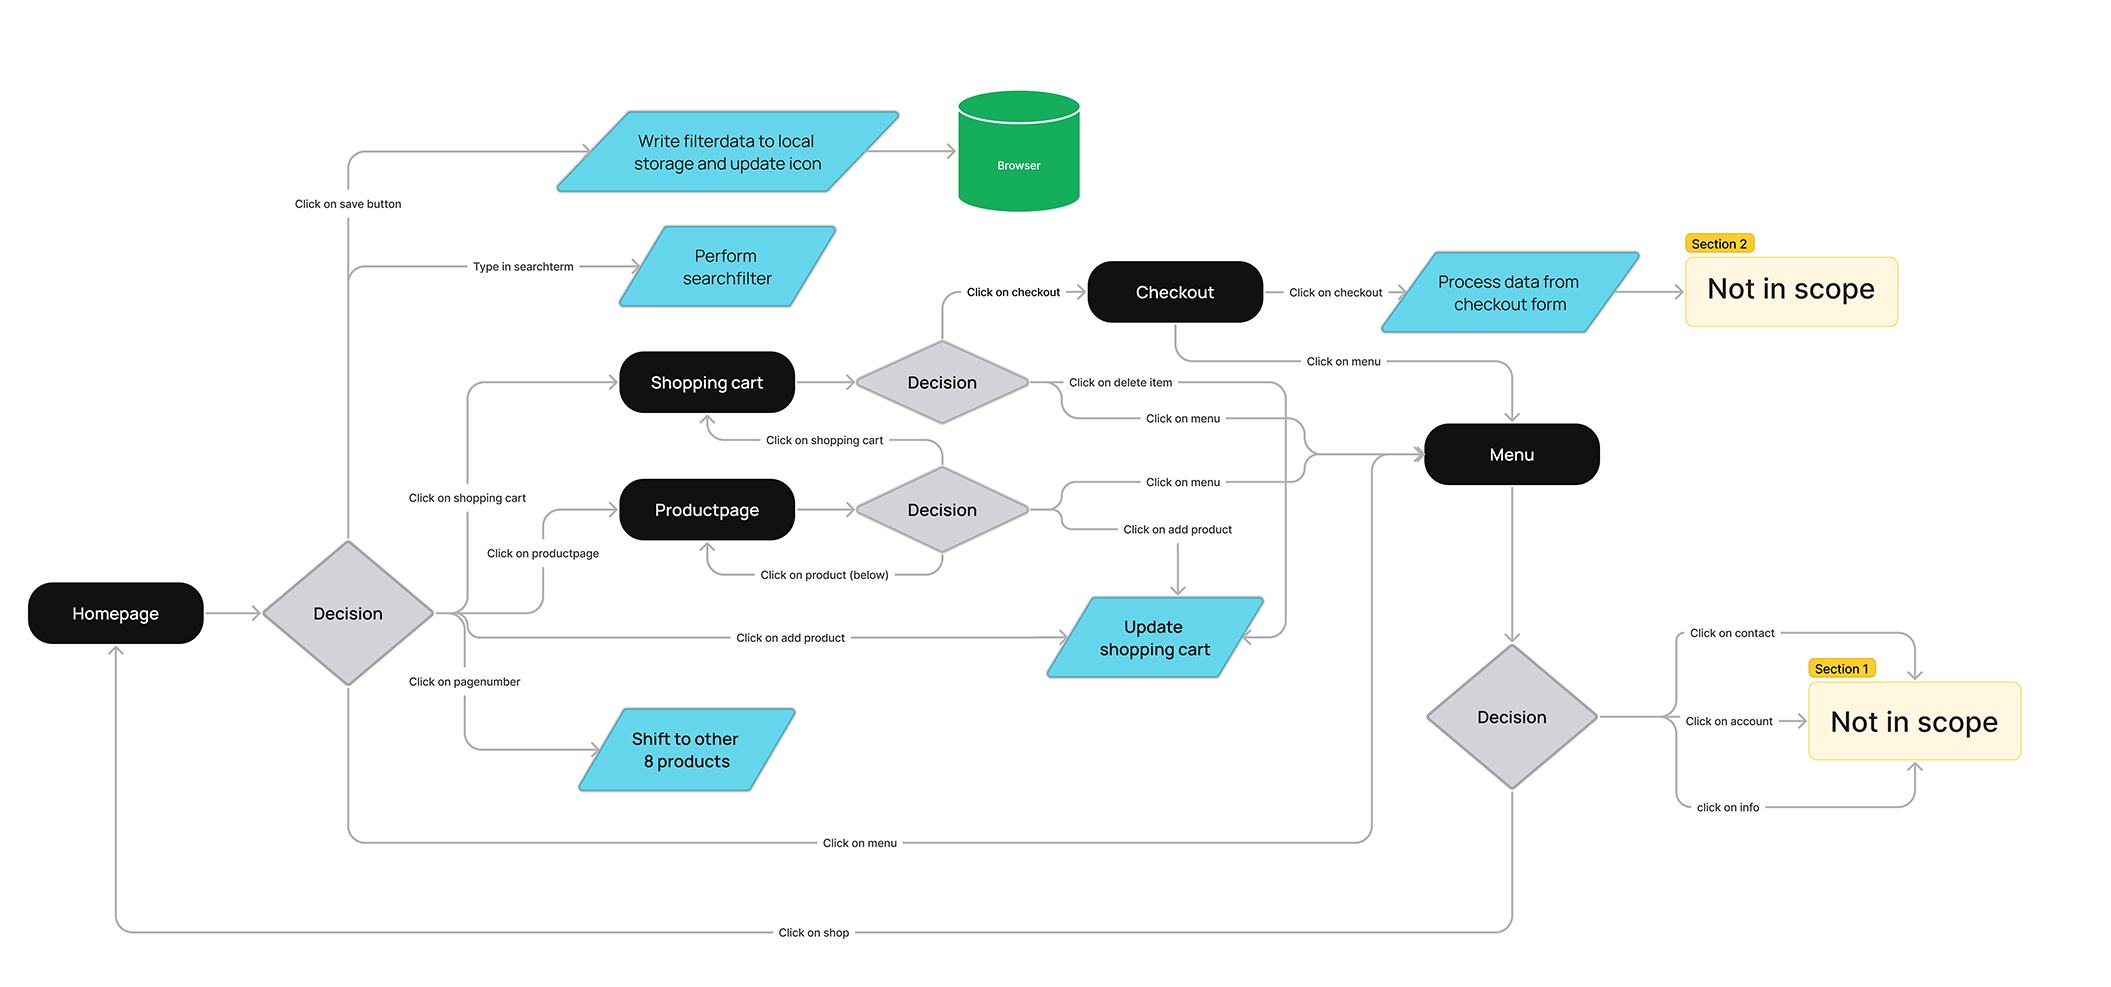 Write filterdata to local
storage and update icon
Browser
Click on save button
Perform
searchfilter
Type in searchterm
Section 2
Not in scope
Click on checkout
Checkout
Click on checkout
Process data from
checkout form
Click on menu
Shopping cart
Decision
Click on delete item
Click on menu
Click on shopping cart
Menu
Click on menu
Click on shopping cart
Productpage
Decision
Click on add product
Click on productpage
Click on product (below)
Homepage
Decision
Click on add product
Update
shopping cart
Click on contact
Section 1
Not in scope
Click on pagenumber
Decision
Click on account
Shift to other
8 products
click on info
Click on menu
Click on shop